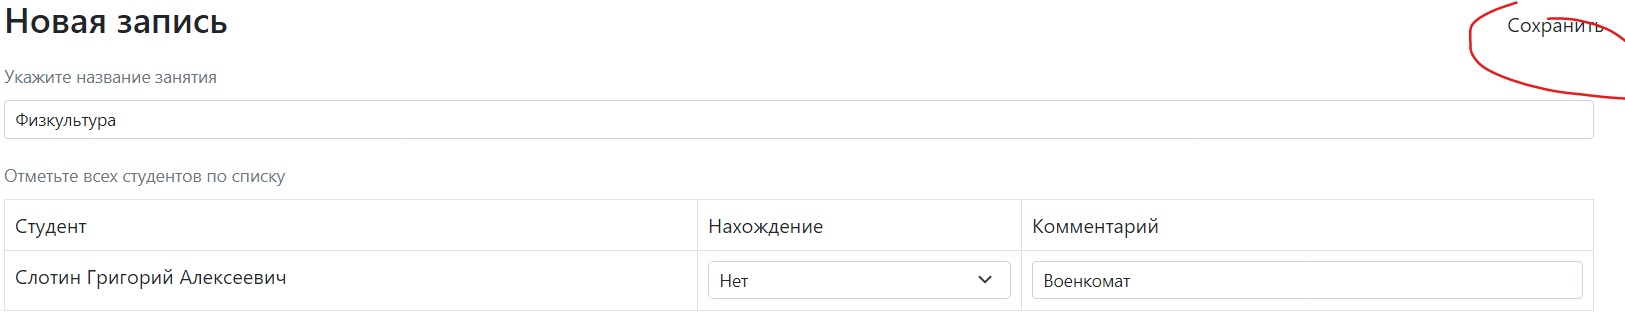 Новая запись
Сохранить
Укажите название занятия
Физкультура
Отметьте всех студентов по списку
Студент Нахождение Комментарий
Слотин Григорий Алексеевич Нет Военкомат